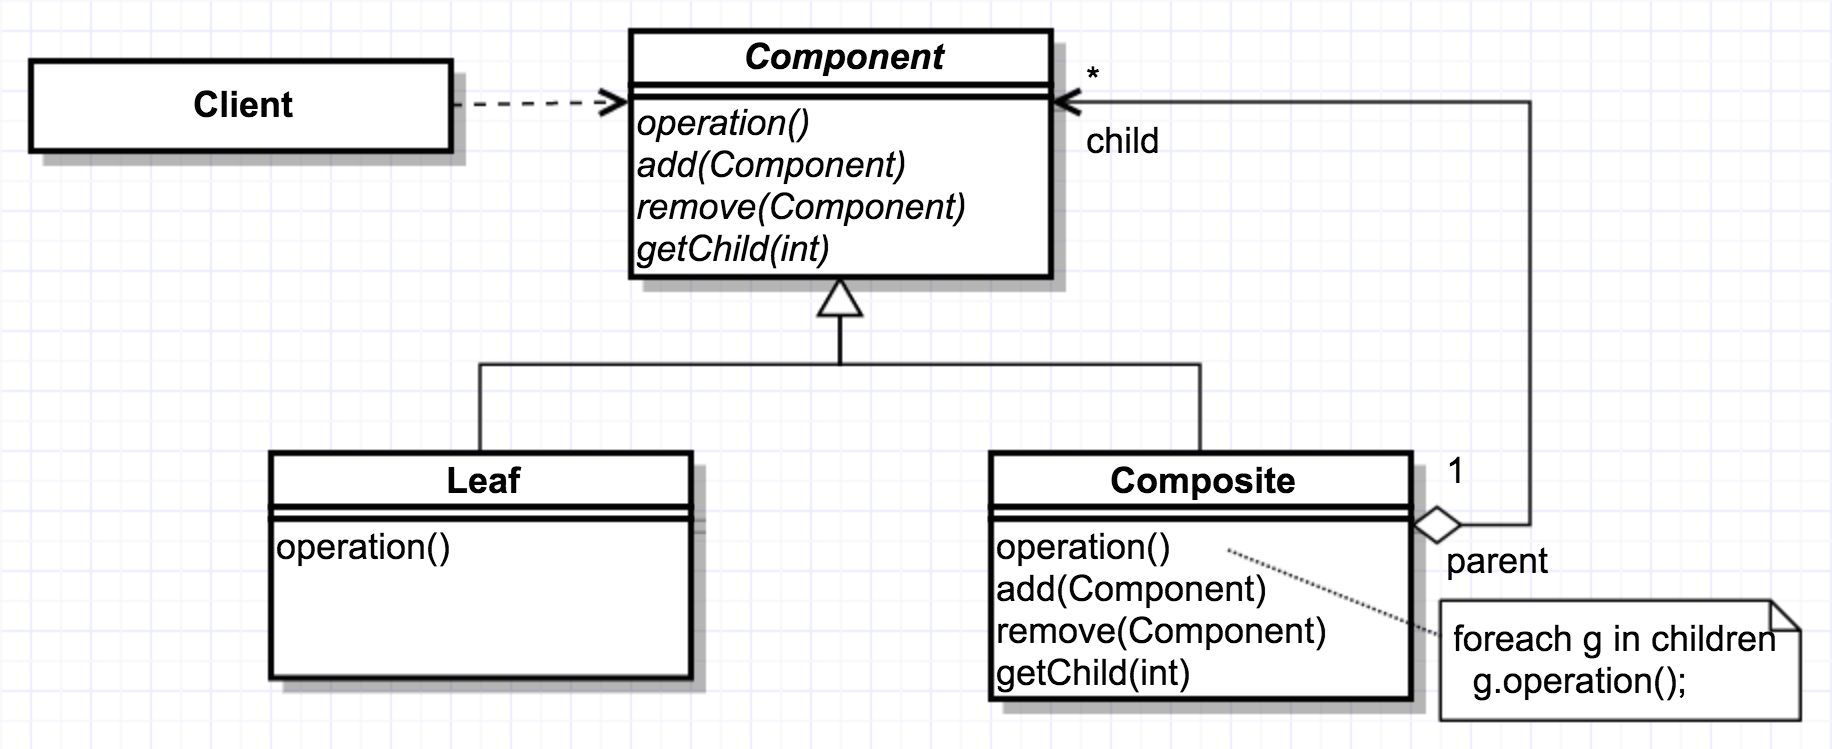 Client
Component
operation()
add(Component)
remove(Component)
getChild(int)
*
child
Leaf
operation()
Composite
operation()
add(Component)
remove(Component)
getChild(int)
1
parent
foreach g in children
g.operation();